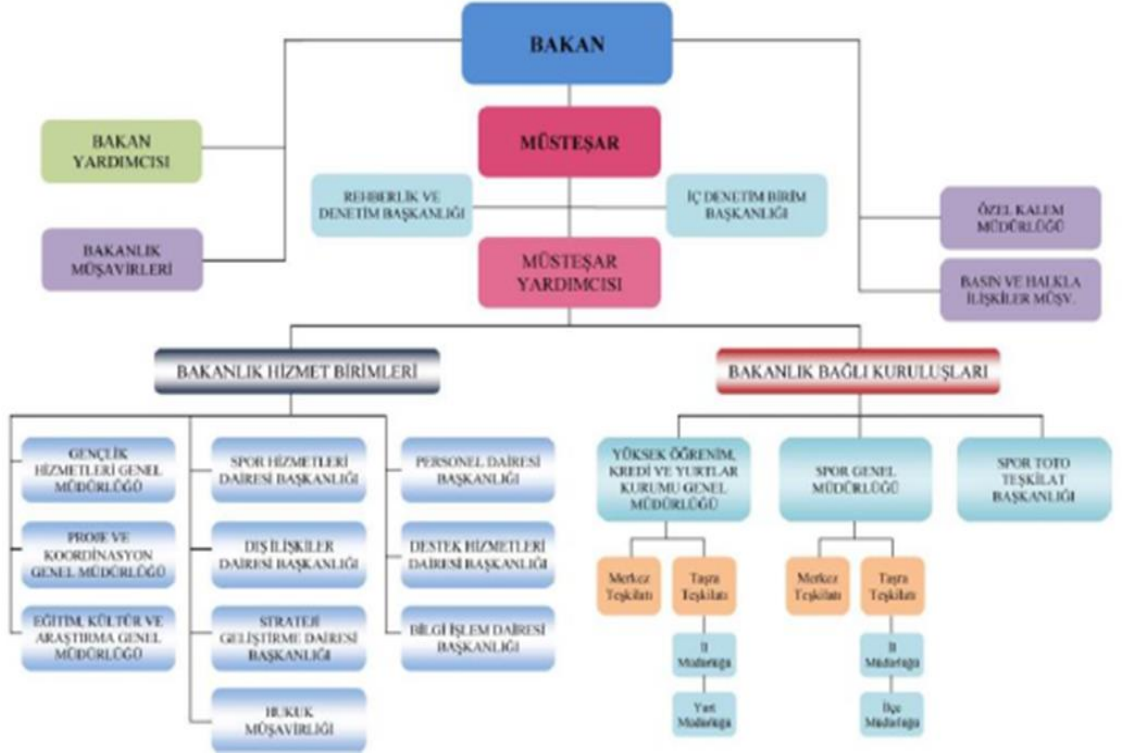 BAKAN
BAKAN
YARDIMCISI
MÜSTEŞAR
REHBERLİK VE
DENETİM BAŞKANLIĞI
İÇ DENETİM BİRİM
BAŞKANLIĞI
ÖZEL KALEM
MÜDÜRLÜĞÜ
BAKANLIK
MÜŞAVİRLERİ
MÜSTEŞAR
YARDIMCISI
BASIN VE HALKLA
İLİŞKİLER MÜŞV.
BAKANLIK HİZMET BİRİMLERİ
BAKANLIK BAĞLI KURULUŞLARI
GENÇLİK
HİZMETLERİ GENEL
MÜDÜRLÜĞÜ
SPOR HİZMETLERİ
DAİRESİ BAŞKANLIĞI
PERSONEL DAİRESİ
BAŞKANLIĞI
YÜKSEK ÖĞRENİM,
KREDİ VE YURTLAR
KURUMU GENEL
MÜDÜRLÜĞÜ
SPOR GENEL
MÜDÜRLÜĞÜ
SPOR TOTO
TEŞKİLAT
BAŞKANLIĞI
PROJE VE
KOORDİNASYON
GENEL MÜDÜRLÜĞÜ
DIŞ İLİŞKİLER
DAİRESİ BAŞKANLIĞI
DESTEK HİZMETLERİ
DAİRESİ BAŞKANLIĞI
Merkez
Teşkilatı
Taşra
Teşkilatı
Merkez
Teşkilatı
Taşra
Teşkilatı
EĞİTİM, KÜLTÜR VE
ARAŞTIRMA GENEL
MÜDÜRLÜĞÜ
STRATEJİ
GELİŞTİRME DAİRESİ
BAŞKANLIĞI
BİLGİ İŞLEM DAİRESİ
BAŞKANLIĞI
İl
Müdürlüğü
İl
Müdürlüğü
HUKUK
MÜŞAVİRLİĞİ
Yurt
Müdürlüğü
İlçe
Müdürlüğü